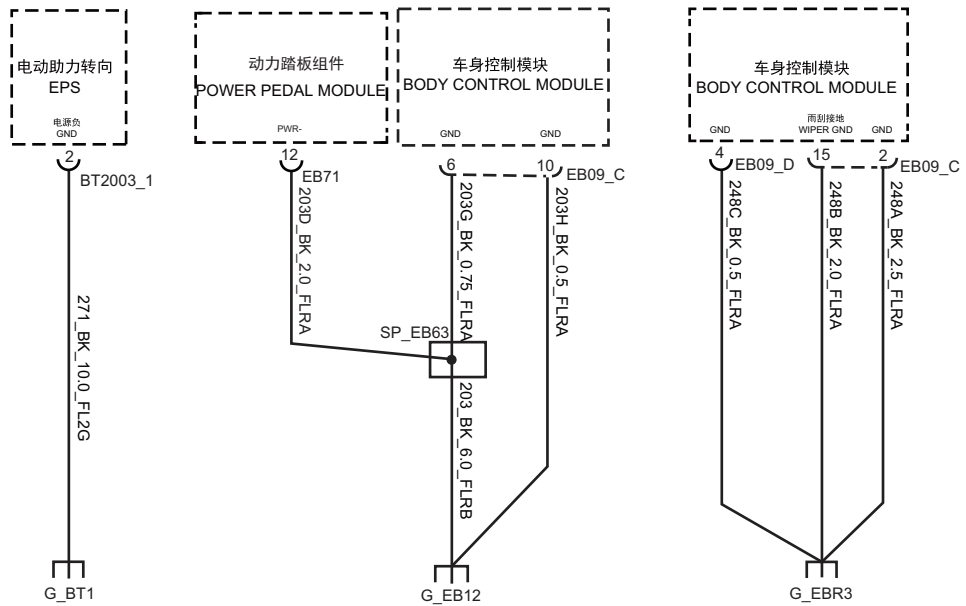 电动助力转向
EPS
电源负
GND
2
BT2003_1
271_BK_10.0_FL2G
G_BT1
动力踏板组件
POWER PEDAL MODULE
PWR-
12
EB71
203D_BK_2.0_FLRA
车身控制模块
BODY CONTROL MODULE
GND
GND
6
10
EB09_C
203G_BK_0.75_FLRA
203H_BK_0.5_FLRA
SP_EB63
203_BK_6.0_FLRB
G_EB12
车身控制模块
BODY CONTROL MODULE
GND
雨刮接地
WIPER GND
GND
4
EB09_D
15
2
EB09_C
248C_BK_0.5_FLRA
248B_BK_2.0_FLRA
248A_BK_2.5_FLRA
G_EBR3